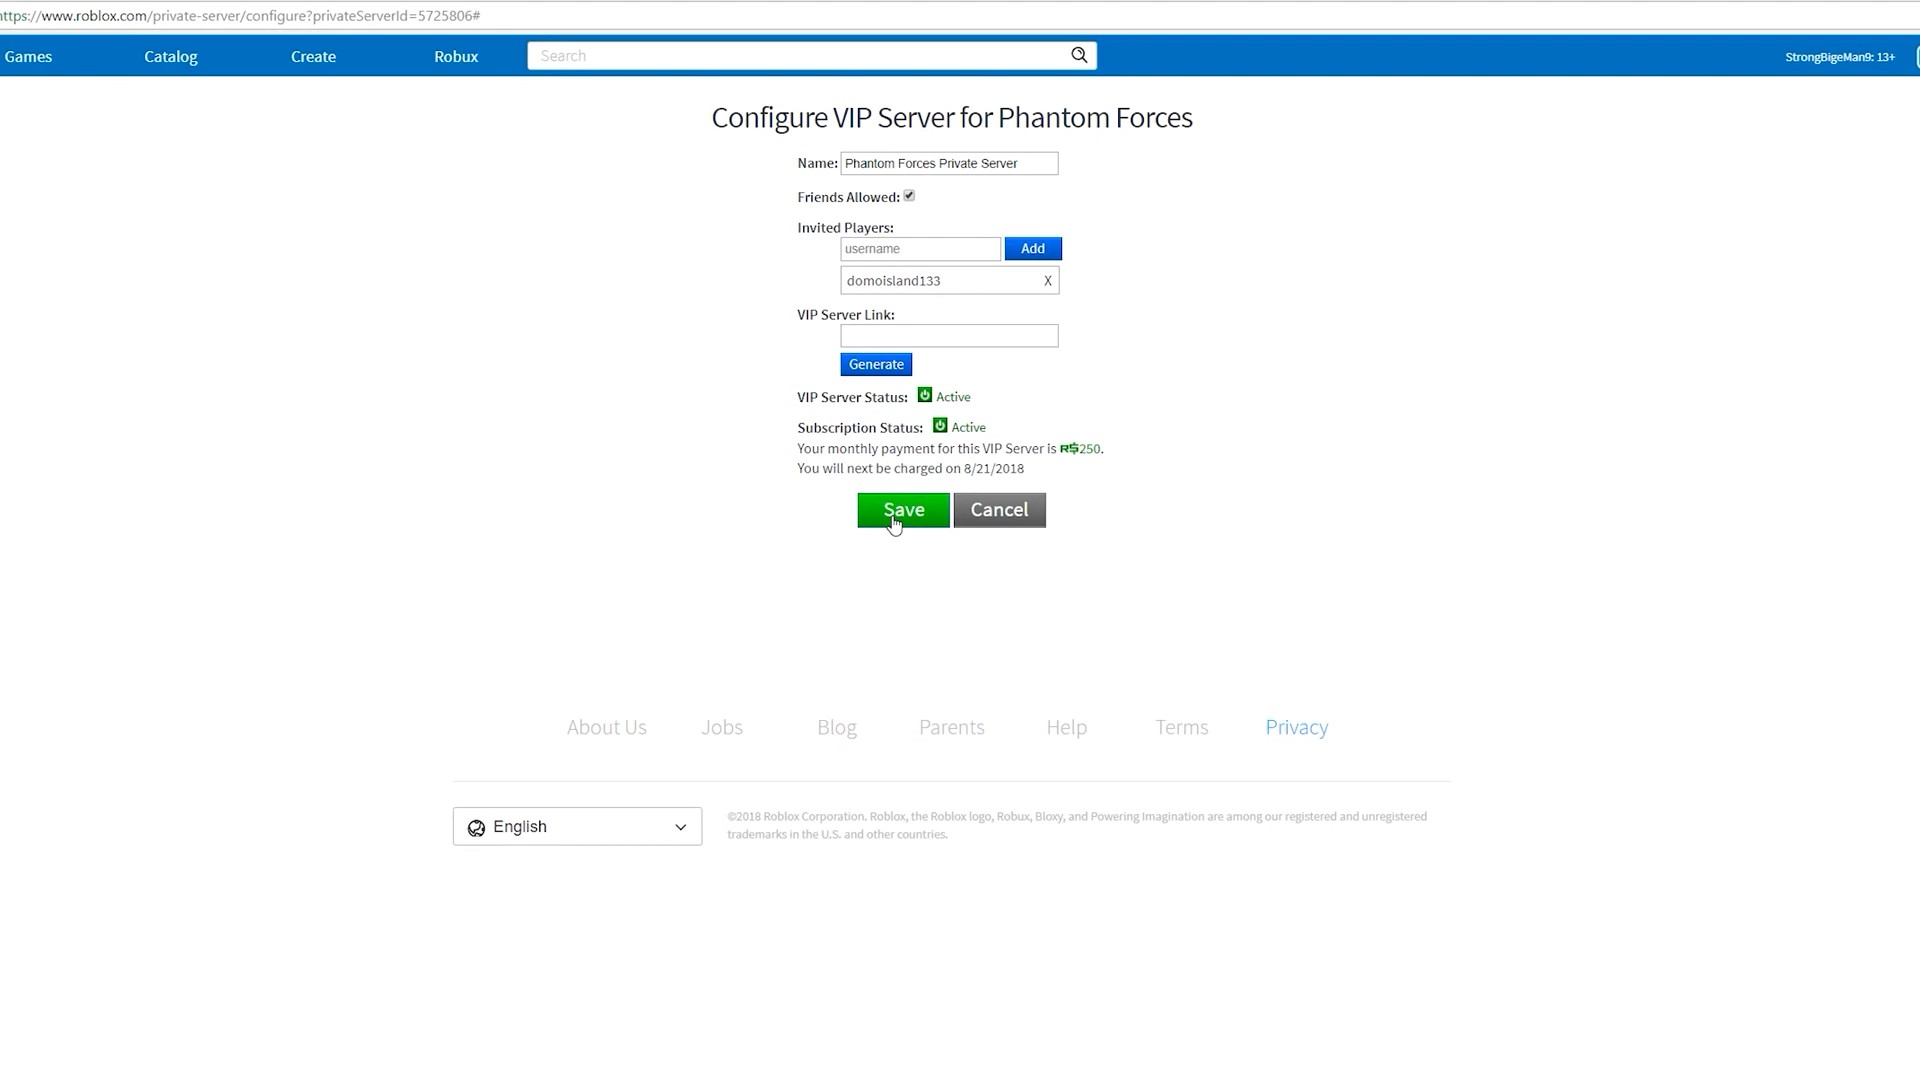 https://www.roblox.com/private-server/configure?privateServerId=5725806#
Games Catalog Create Robux Search StrongBigeMan9: 13+
Configure VIP Server for Phantom Forces
Name: Phantom Forces Private Server
Friends Allowed:
Invited Players:
username Add
domoisland133 X
VIP Server Link:
Generate
VIP Server Status: Active
Subscription Status: Active
Your monthly payment for this VIP Server is R$250.
You will next be charged on 8/21/2018
Save Cancel
About Us Jobs Blog Parents Help Terms Privacy
English
©2018 Roblox Corporation. Roblox, the Roblox logo, Robux, Bloxy, and Powering Imagination are among our registered and unregistered
trademarks in the U.S. and other countries.